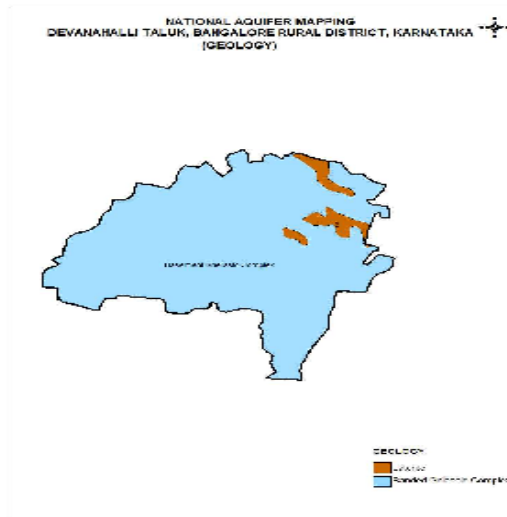 NATIONAL AQUIFER MAPPING
DEVANAHALLI TALUK, BANGALORE RURAL DISTRICT, KARNATAKA
(GEOLOGY)
GEOLOGY
Banded Gneissic Complex